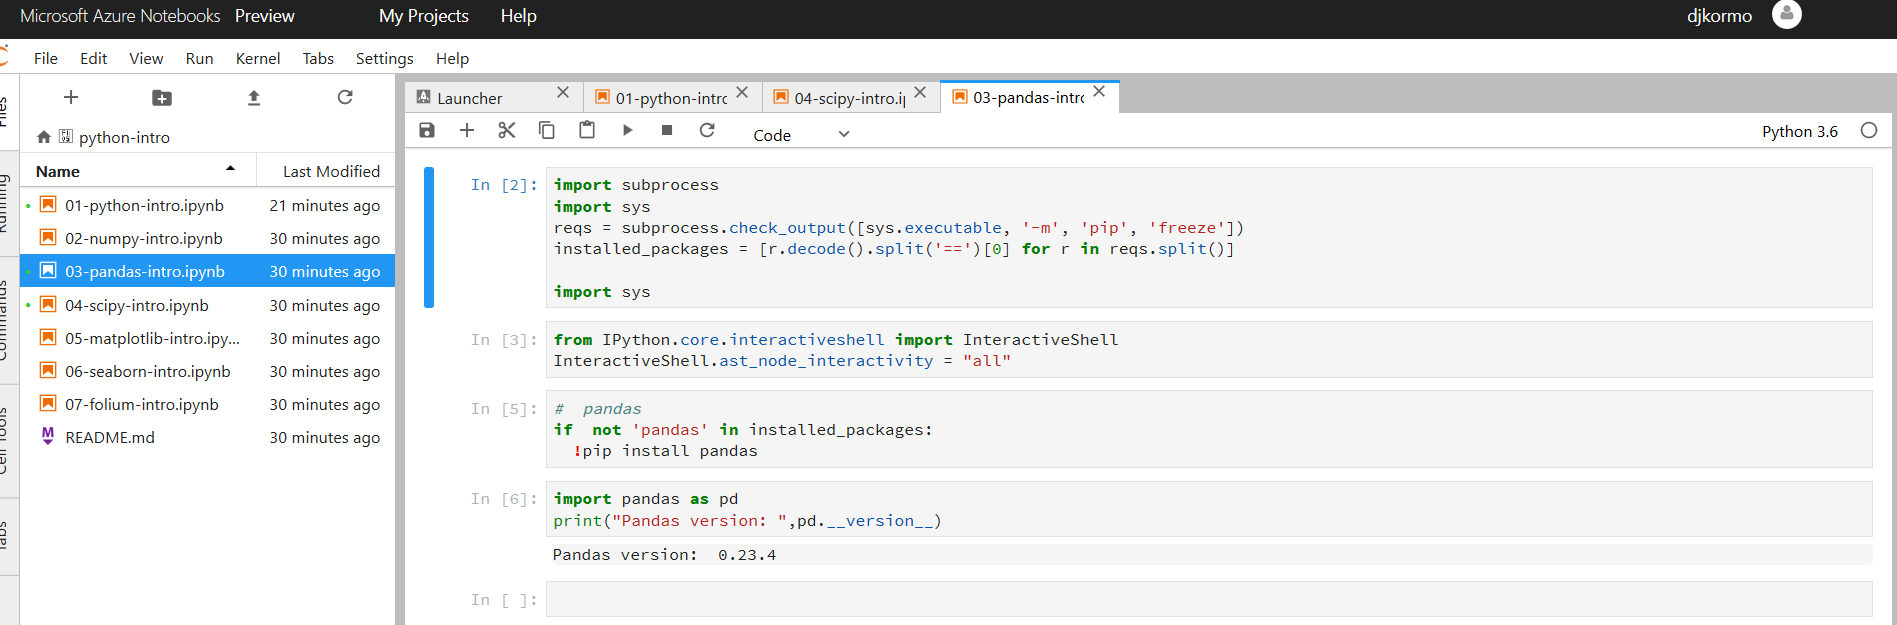 Microsoft Azure Notebooks Preview My Projects Help djkormo
File Edit View Run Kernel Tabs Settings Help
Files
Running
Commands
Cell Tools
Tabs
python-intro
Name Last Modified
01-python-intro.ipynb 21 minutes ago
02-numpy-intro.ipynb 30 minutes ago
03-pandas-intro.ipynb 30 minutes ago
04-scipy-intro.ipynb 30 minutes ago
05-matplotlib-intro.ipy... 30 minutes ago
06-seaborn-intro.ipynb 30 minutes ago
07-folium-intro.ipynb 30 minutes ago
README.md 30 minutes ago
Launcher 01-python-intro 04-scipy-intro.ip 03-pandas-intro
Code Python 3.6
In [2]: import subprocess
import sys
reqs = subprocess.check_output([sys.executable, '-m', 'pip', 'freeze'])
installed_packages = [r.decode().split('==')[0] for r in reqs.split()]
import sys
In [3]: from IPython.core.interactiveshell import InteractiveShell
InteractiveShell.ast_node_interactivity = "all"
In [5]: #  pandas
if  not 'pandas' in installed_packages:
  !pip install pandas
In [6]: import pandas as pd
print("Pandas version: ",pd.__version__)
Pandas version:  0.23.4
In [ ]: